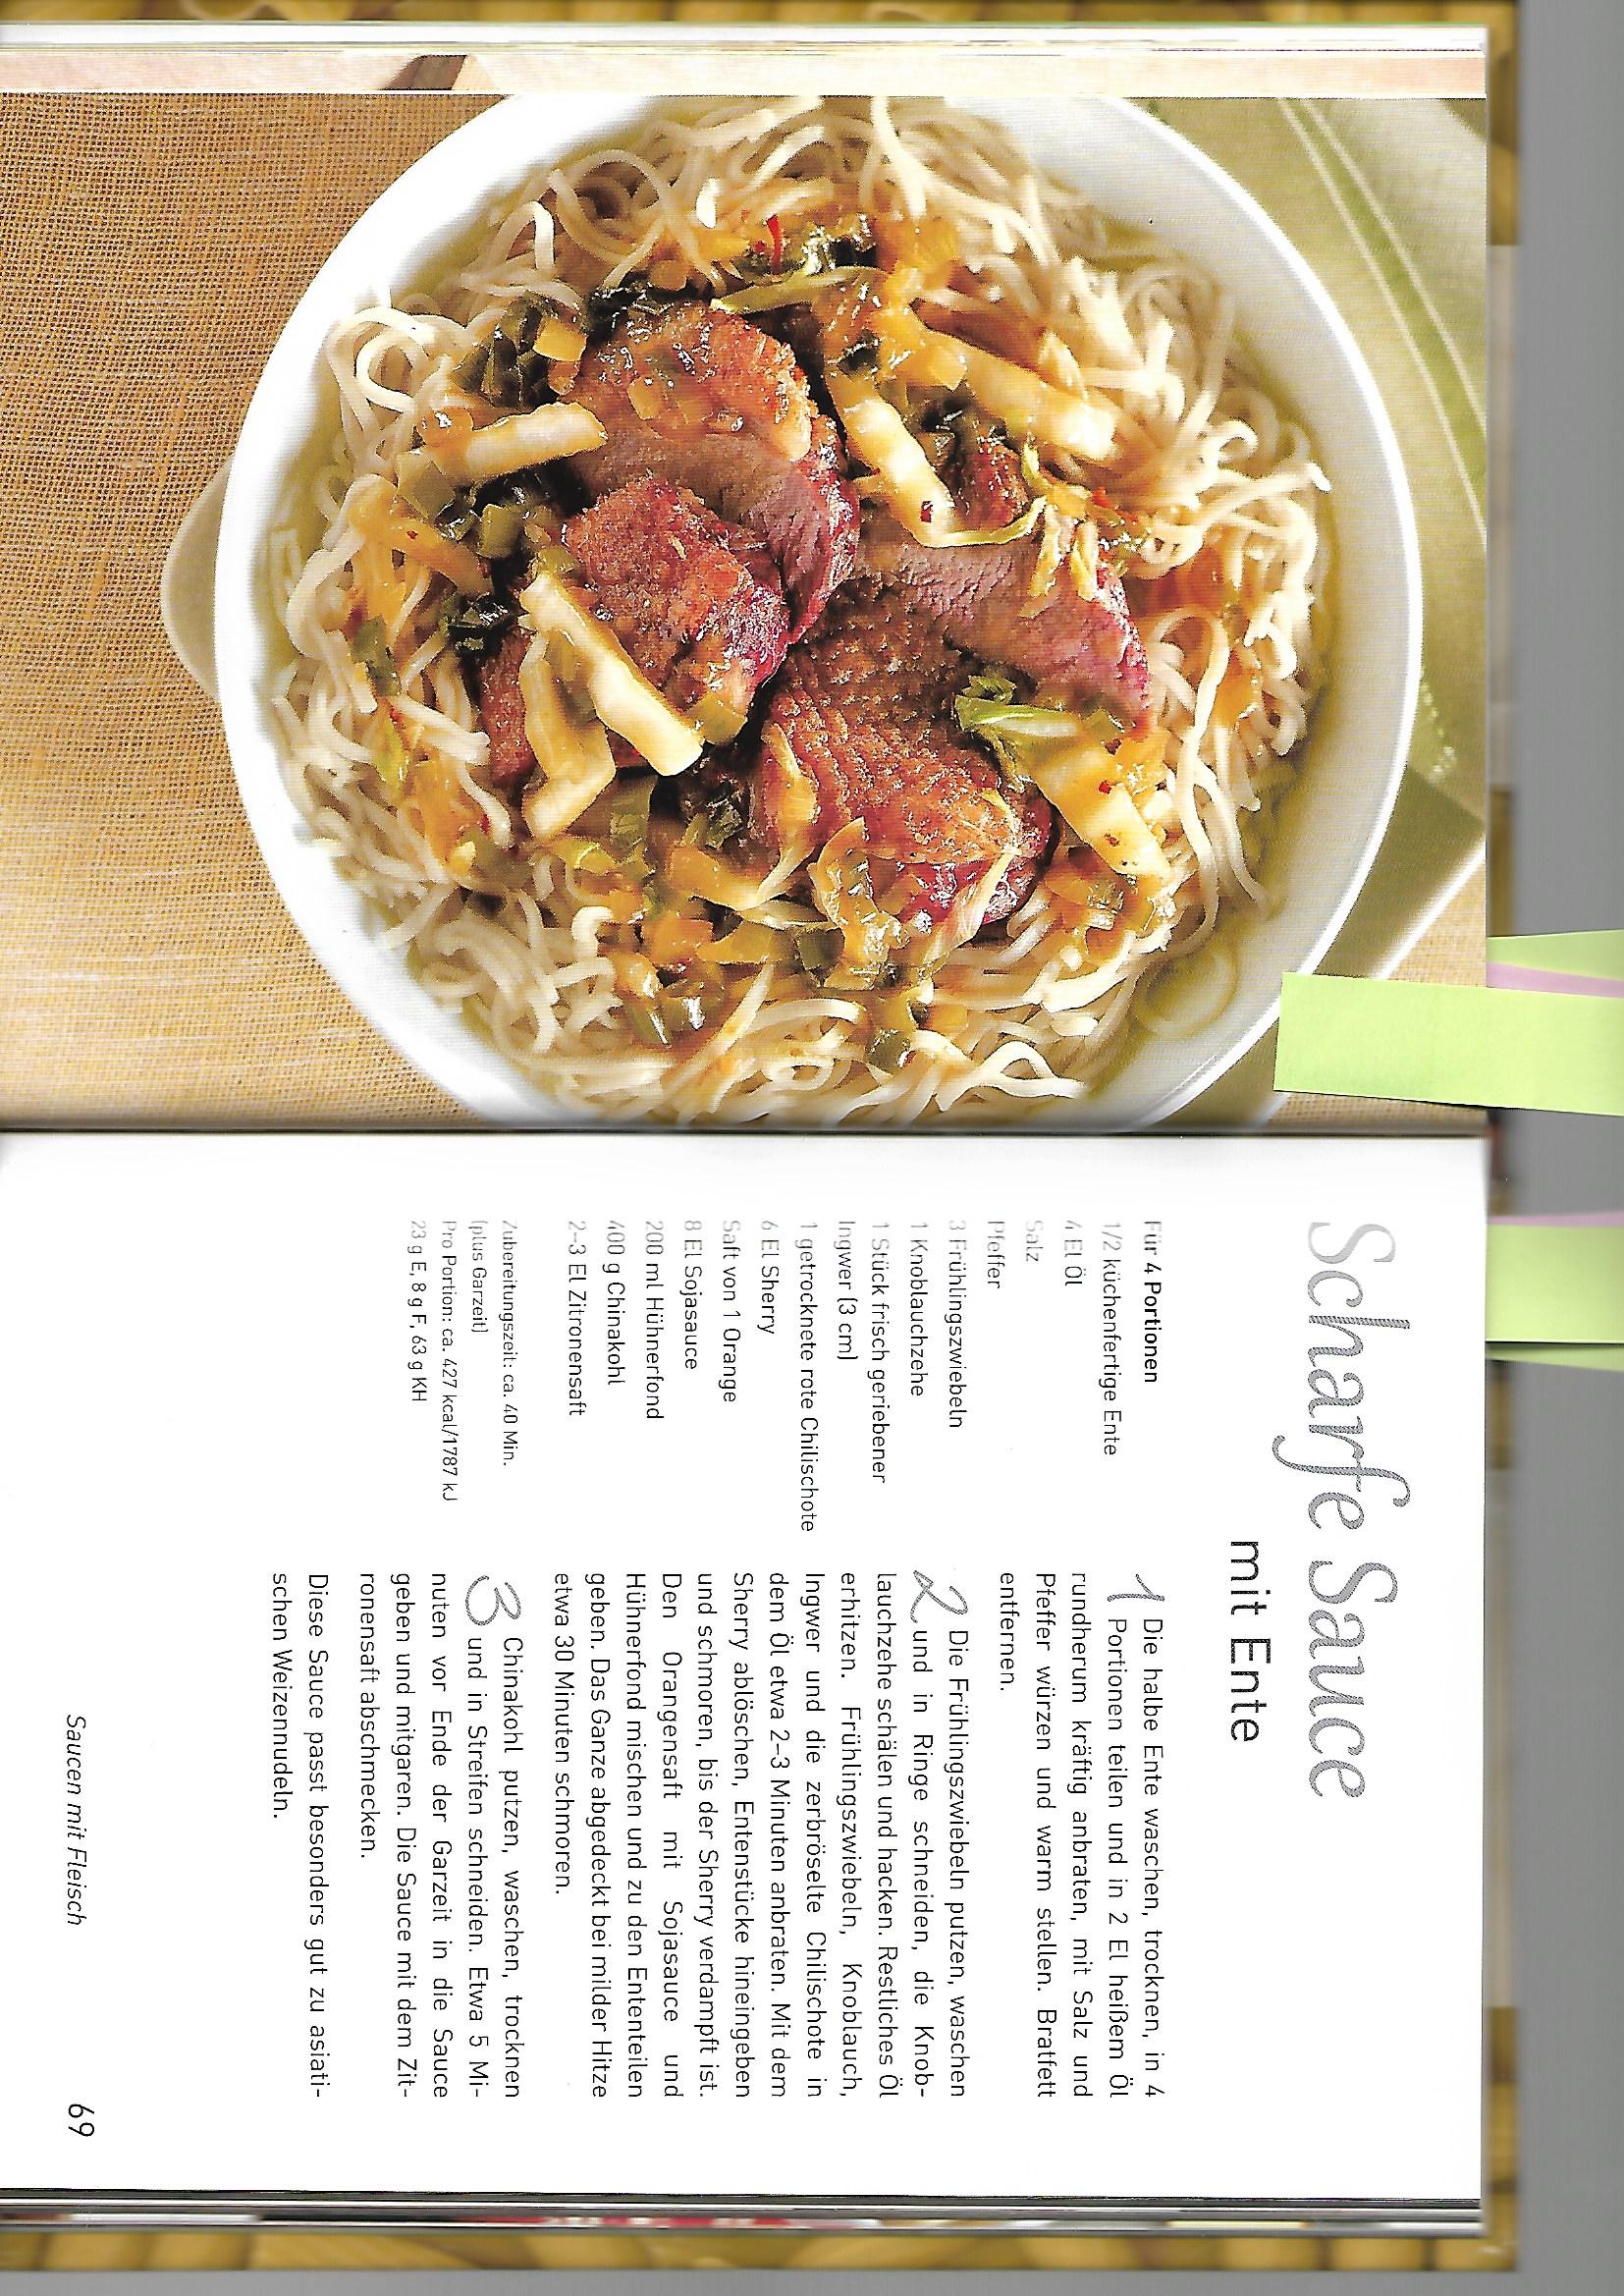 Scharfe Sauce
mit Ente
Für 4 Portionen
1/2 küchenfertige Ente
4 El Öl
Salz
Pfeffer
3 Frühlingszwiebeln
1 Knoblauchzehe
1 Stück frisch geriebener
Ingwer (3 cm)
1 getrocknete rote Chilischote
6 El Sherry
Saft von 1 Orange
8 El Sojasauce
200 ml Hühnerfond
400 g Chinakohl
2–3 El Zitronensaft
Zubereitungszeit: ca. 40 Min.
(plus Garzeit)
Pro Portion: ca. 427 kcal/1787 kJ
23 g E, 8 g F, 63 g KH
1 Die halbe Ente waschen, trocknen, in 4
Portionen teilen und in 2 El heißem Öl
rundherum kräftig anbraten, mit Salz und
Pfeffer würzen und warm stellen. Bratfett
entfernen.
2 Die Frühlingszwiebeln putzen, waschen
und in Ringe schneiden, die Knob-
lauchzehe schälen und hacken. Restliches Öl
erhitzen. Frühlingszwiebeln, Knoblauch,
Ingwer und die zerbröselte Chilischote in
dem Öl etwa 2–3 Minuten anbraten. Mit dem
Sherry ablöschen, Entenstücke hineingeben
und schmoren, bis der Sherry verdampft ist.
Den Orangensaft mit Sojasauce und
Hühnerfond mischen und zu den Ententeilen
geben. Das Ganze abgedeckt bei milder Hitze
etwa 30 Minuten schmoren.
3 Chinakohl putzen, waschen, trocknen
und in Streifen schneiden. Etwa 5 Mi-
nuten vor Ende der Garzeit in die Sauce
geben und mitgaren. Die Sauce mit dem Zit-
ronensaft abschmecken.
Diese Sauce passt besonders gut zu asiati-
schen Weizennudeln.
Saucen mit Fleisch
69